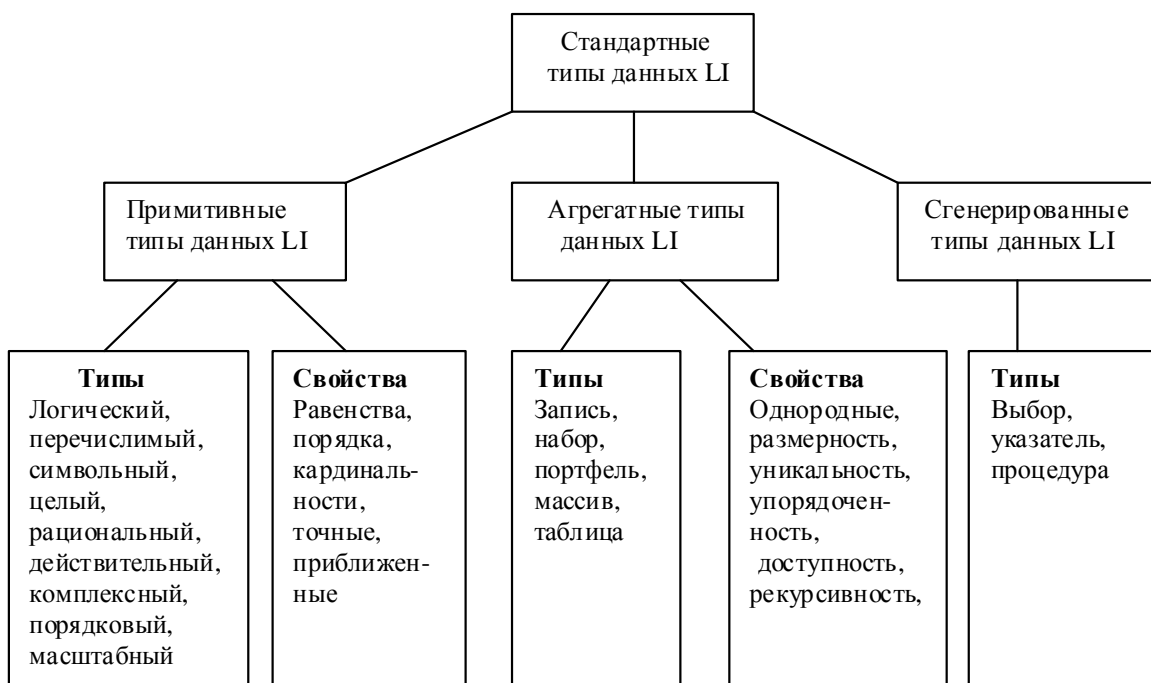 Стандартные
типы данных LI
Примитивные
типы данных LI
Агрегатные типы
данных LI
Сгенерированные
типы данных LI
Типы
Логический,
перечислимый,
символьный,
целый,
рациональный,
действительный,
комплексный,
порядковый,
масштабный
Свойства
Равенства,
порядка,
кардиналь-
ности,
точные,
приближен-
ные
Типы
Запись,
набор,
портфель,
массив,
таблица
Свойства
Однородные,
размерность,
уникальность,
упорядочен-
ность,
доступность,
рекурсивность,
Типы
Выбор,
указатель,
процедура